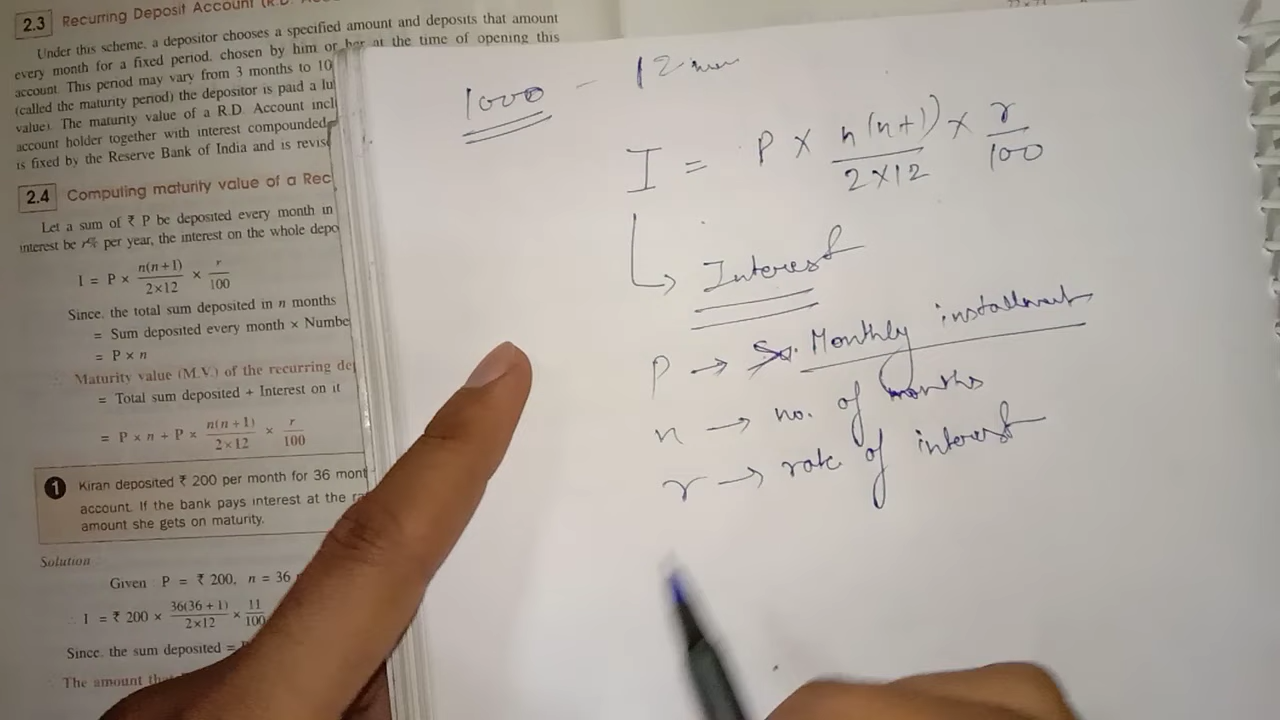 2.3 Recurring Deposit Account (R.D.
Under this scheme, a depositor chooses a specified amount and deposits that amount
every month for a fixed period, chosen by him or her at the time of opening this
account. This period may vary from 3 months to 10
(called the maturity period) the depositor is paid a lu
value). The maturity value of a R.D. Account incl
account holder together with interest compounded
is fixed by the Reserve Bank of India and is revis
2.4 Computing maturity value of a Rec
Let a sum of ₹ P be deposited every month in
interest be r% per year, the interest on the whole depo
I = P × n(n+1)/2×12 × r/100
Since, the total sum deposited in n months
= Sum deposited every month × Numbe
= P × n
∴ Maturity value (M.V.) of the recurring de
= Total sum deposited + Interest on it
= P × n + P × n(n+1)/2×12 × r/100
1 Kiran deposited ₹ 200 per month for 36 mont
account. If the bank pays interest at the ra
amount she gets on maturity.
Solution
Given P = ₹ 200, n = 36
∴ I = ₹ 200 × 36(36+1)/2×12 × 11/100
Since, the sum deposited =
∴ The amount tha
1000 - 12
I = P × n(n+1)/2×12 × r/100
↳ Interest
P → Monthly installment
n → no. of months
r → rate of interest